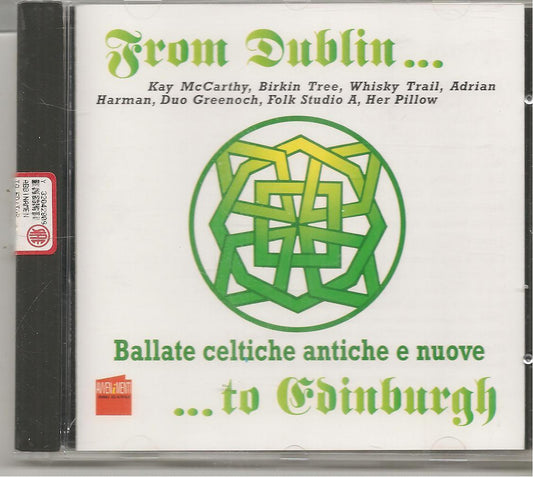 From Dublin...
Kay McCarthy, Birkin Tree, Whisky Trail, Adrian
Harman, Duo Greenoch, Folk Studio A, Her Pillow
Ballate celtiche antiche e nuove
AVVENIMENTI
...to Edinburgh